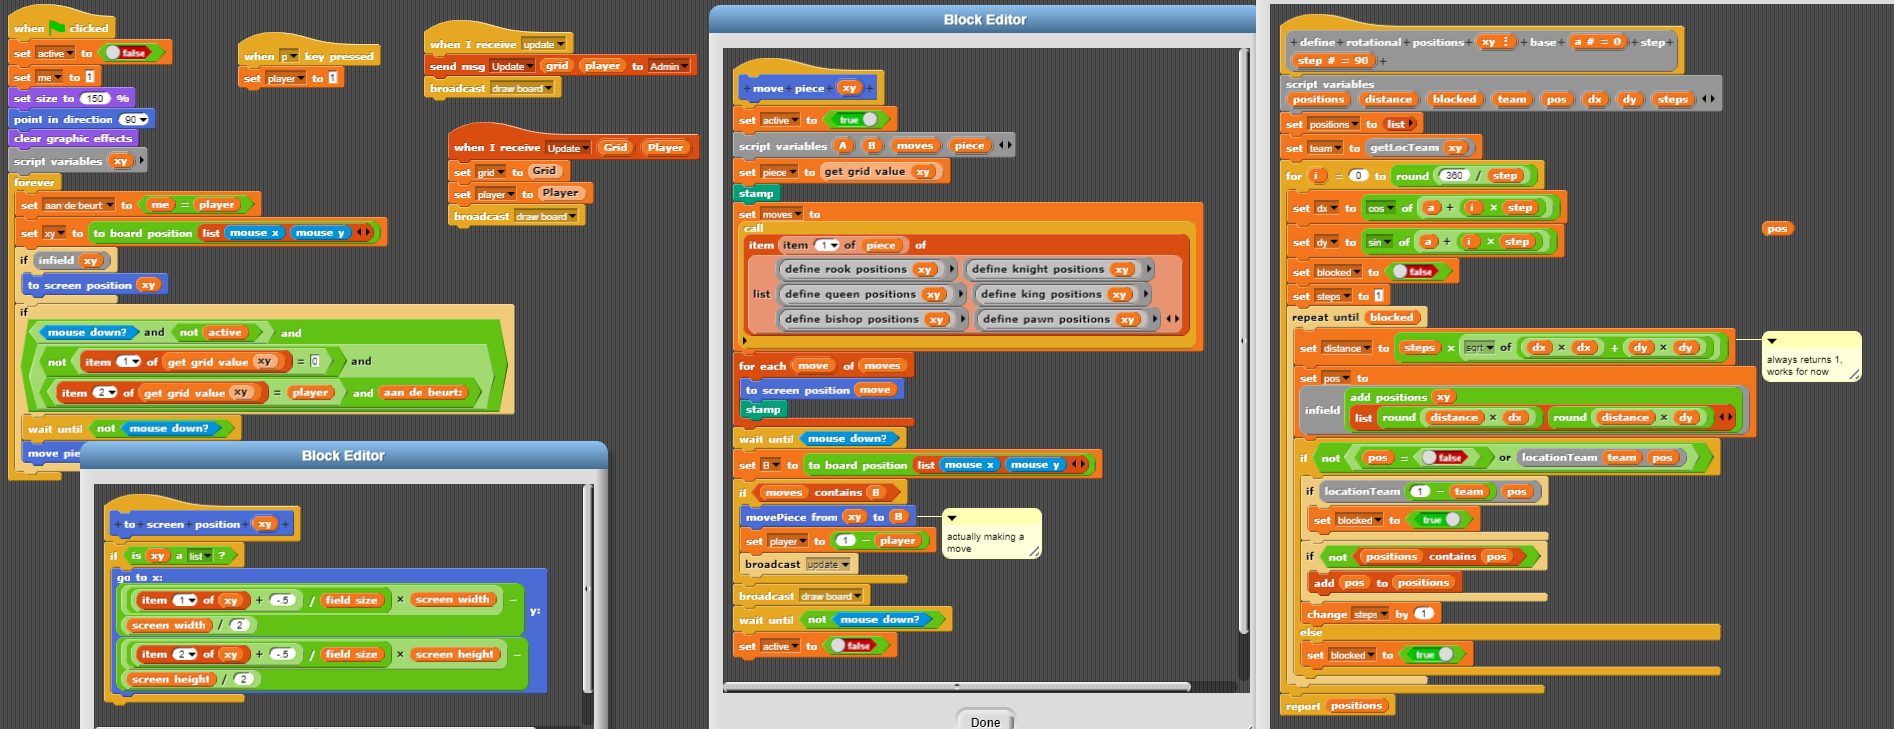 when clicked
set active to false
set me to 1
set size to 150 %
point in direction 90
clear graphic effects
script variables xy
forever
set aan de beurt to me = player
set xy to to board position list mouse x mouse y
if infield xy
to screen position xy
if
mouse down? and not active and
not item 1 of get grid value xy = 0 and
item 2 of get grid value xy = player and aan de beurt:
wait until not mouse down?
move pie
when p key pressed
set player to 1
when I receive update
send msg Update grid player to Admin
broadcast draw board
when I receive Update Grid Player
set grid to Grid
set player to Player
broadcast draw board
Block Editor
+ to + screen + position + xy +
if is xy a list ?
go to x:
item 1 of xy + -.5 / field size × screen width −
screen width / 2
y:
item 2 of xy + -.5 / field size × screen height −
screen height / 2
Block Editor
+ move + piece + xy +
set active to true
script variables A B moves piece
set piece to get grid value xy
stamp
set moves to
call
item item 1 of piece of
define rook positions xy define knight positions xy
list define queen positions xy define king positions xy
define bishop positions xy define pawn positions xy
for each move of moves
to screen position move
stamp
wait until mouse down?
set B to to board position list mouse x mouse y
if moves contains B
movePiece from xy to B
actually making a
move
set player to 1 − player
broadcast update
broadcast draw board
wait until not mouse down?
set active to false
Done
+ define + rotational + positions + xy ⋮ + base + a # = 0 + step
step # = 90 +
script variables
positions distance blocked team pos dx dy steps
set positions to list
set team to getLocTeam xy
for i = 0 to round 360 / step
set dx to cos of a + i × step
set dy to sin of a + i × step
set blocked to false
set steps to 1
repeat until blocked
set distance to steps × sqrt of dx × dx + dy × dy
always returns 1,
works for now
set pos to
infield add positions xy
list round distance × dx round distance × dy
if not pos = false or locationTeam team pos
if locationTeam 1 − team pos
set blocked to true
if not positions contains pos
add pos to positions
change steps by 1
else
set blocked to true
report positions
pos